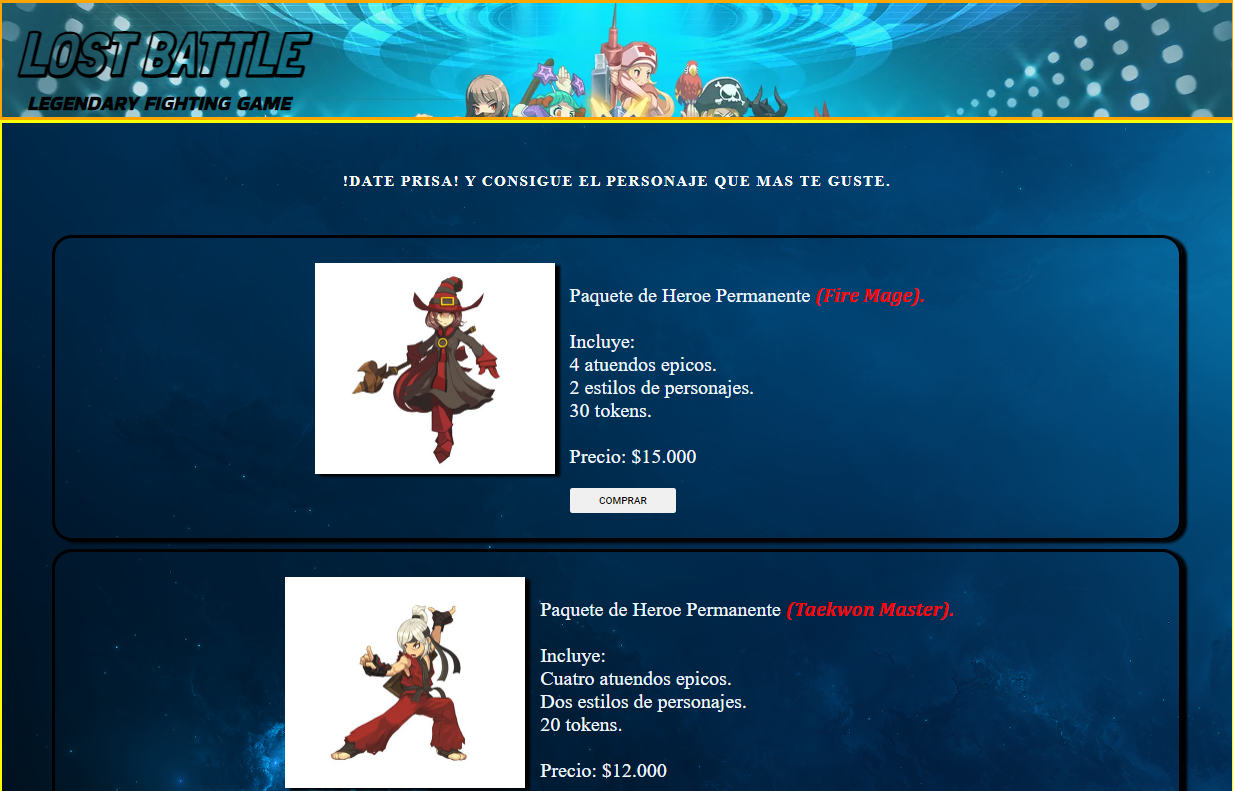 LOST BATTLE
LEGENDARY FIGHTING GAME
!DATE PRISA! Y CONSIGUE EL PERSONAJE QUE MAS TE GUSTE.
Paquete de Heroe Permanente (Fire Mage).
Incluye:
4 atuendos epicos.
2 estilos de personajes.
30 tokens.
Precio: $15.000
COMPRAR
Paquete de Heroe Permanente (Taekwon Master).
Incluye:
Cuatro atuendos epicos.
Dos estilos de personajes.
20 tokens.
Precio: $12.000